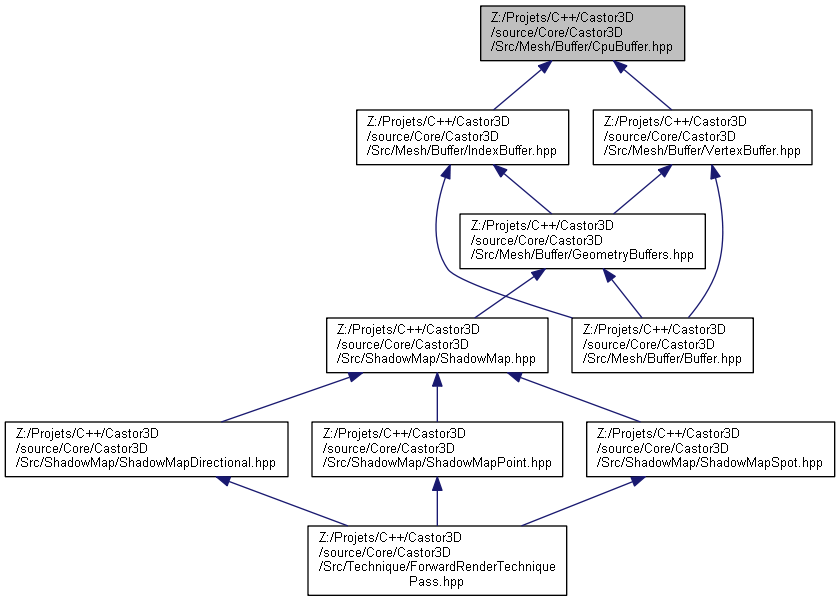 Z:/Projets/C++/Castor3D
/source/Core/Castor3D
/Src/Mesh/Buffer/CpuBuffer.hpp
Z:/Projets/C++/Castor3D
/source/Core/Castor3D
/Src/Mesh/Buffer/IndexBuffer.hpp
Z:/Projets/C++/Castor3D
/source/Core/Castor3D
/Src/Mesh/Buffer/VertexBuffer.hpp
Z:/Projets/C++/Castor3D
/source/Core/Castor3D
/Src/Mesh/Buffer/GeometryBuffers.hpp
Z:/Projets/C++/Castor3D
/source/Core/Castor3D
/Src/ShadowMap/ShadowMap.hpp
Z:/Projets/C++/Castor3D
/source/Core/Castor3D
/Src/Mesh/Buffer/Buffer.hpp
Z:/Projets/C++/Castor3D
/source/Core/Castor3D
/Src/ShadowMap/ShadowMapDirectional.hpp
Z:/Projets/C++/Castor3D
/source/Core/Castor3D
/Src/ShadowMap/ShadowMapPoint.hpp
Z:/Projets/C++/Castor3D
/source/Core/Castor3D
/Src/ShadowMap/ShadowMapSpot.hpp
Z:/Projets/C++/Castor3D
/source/Core/Castor3D
/Src/Technique/ForwardRenderTechnique
Pass.hpp